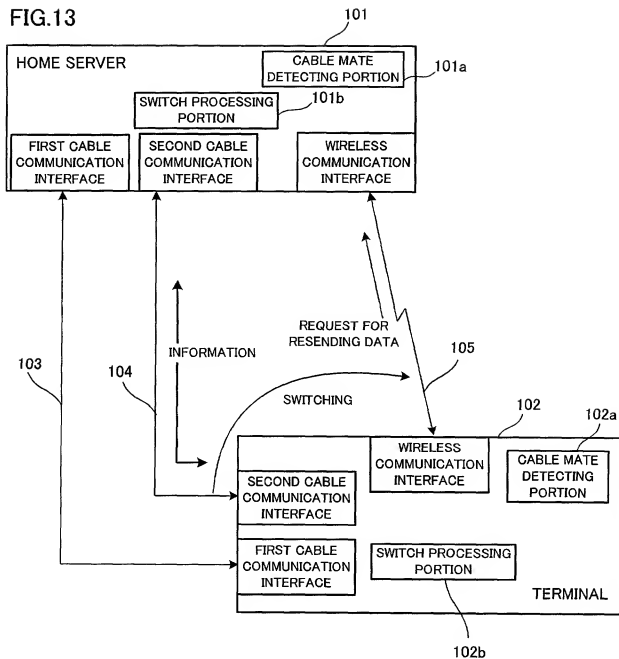 FIG.13
101
HOME SERVER
CABLE MATE
DETECTING PORTION
101a
SWITCH PROCESSING
PORTION
101b
FIRST CABLE
COMMUNICATION
INTERFACE
SECOND CABLE
COMMUNICATION
INTERFACE
WIRELESS
COMMUNICATION
INTERFACE
REQUEST FOR
RESENDING DATA
INFORMATION
103
104
105
SWITCHING
102
102a
WIRELESS
COMMUNICATION
INTERFACE
CABLE MATE
DETECTING
PORTION
SECOND CABLE
COMMUNICATION
INTERFACE
FIRST CABLE
COMMUNICATION
INTERFACE
SWITCH PROCESSING
PORTION
TERMINAL
102b